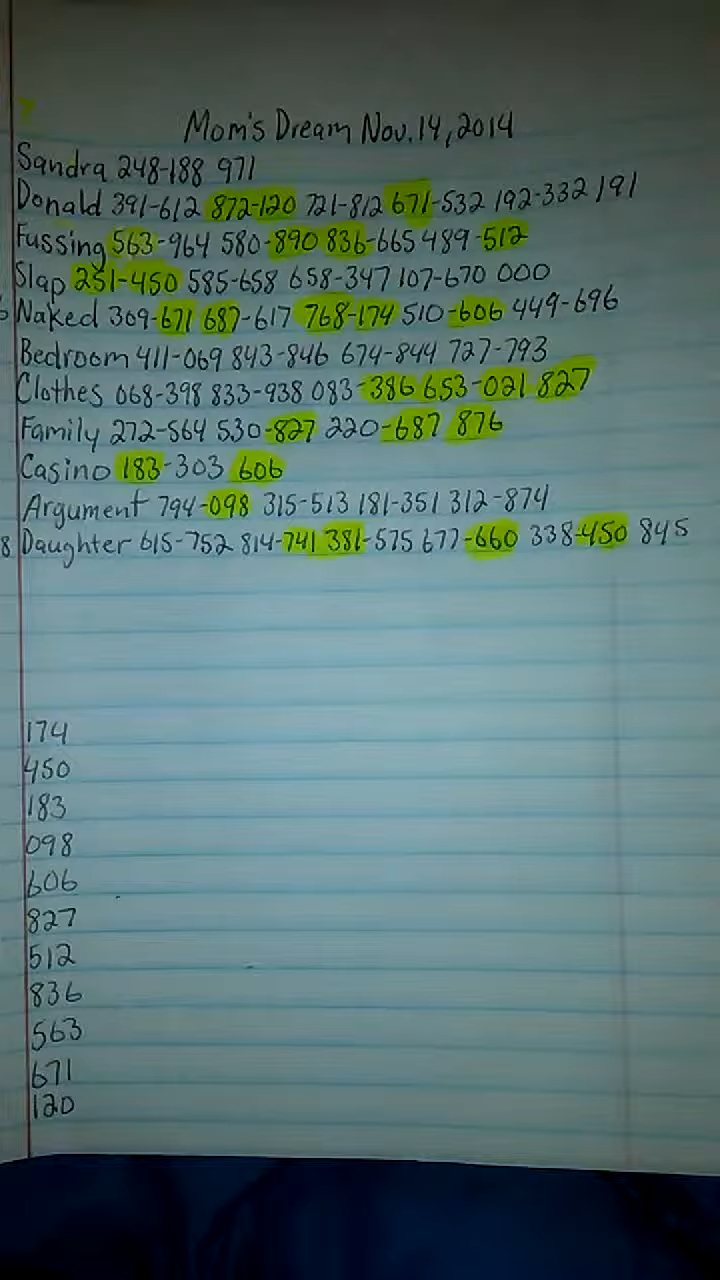 Mom's Dream Nov. 14, 2014
Sandra 248-188 971
Donald 391-612 872-120 721-812 671-532 192-332 191
Fussing 563-964 580-890 836-665 489-512
Slap 251-450 585-658 658-347 107-670 000
Naked 309-671 687-617 768-174 510-606 449-696
Bedroom 411-069 843-846 674-844 727-793
Clothes 068-398 833-938 083-386 653-021 827
Family 272-564 530-827 220-687 876
Casino 183-303 606
Argument 794-098 315-513 181-351 312-874
8 Daughter 615-752 814-741 381-575 677-660 338-450 845
174
450
183
098
606
827
512
836
563
671
120